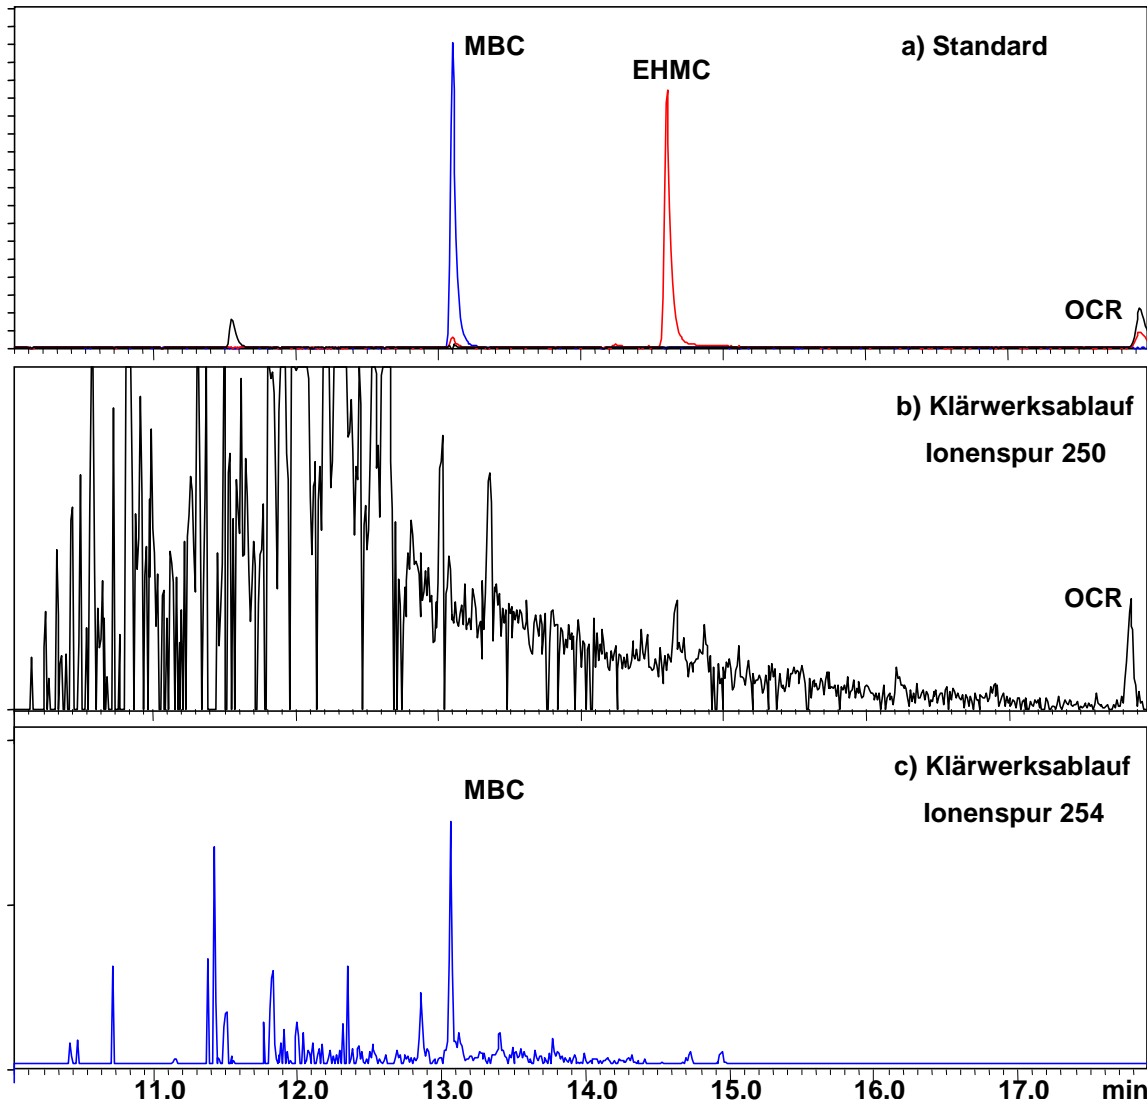 MBC
a) Standard
EHMC
OCR
b) Klärwerksablauf
Ionenspur 250
OCR
c) Klärwerksablauf
MBC
Ionenspur 254
11.0 12.0 13.0 14.0 15.0 16.0 17.0 min